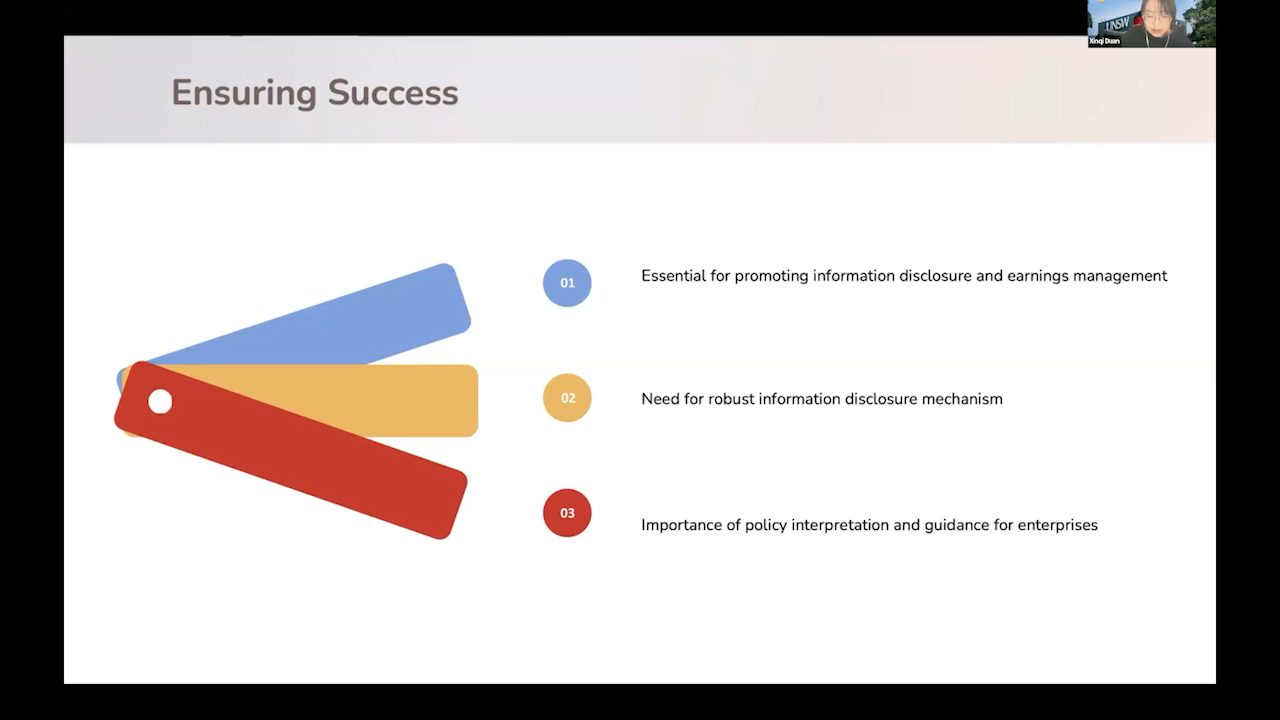 UNSW
Xinqi Duan
Ensuring Success
01
Essential for promoting information disclosure and earnings management
02
Need for robust information disclosure mechanism
03
Importance of policy interpretation and guidance for enterprises